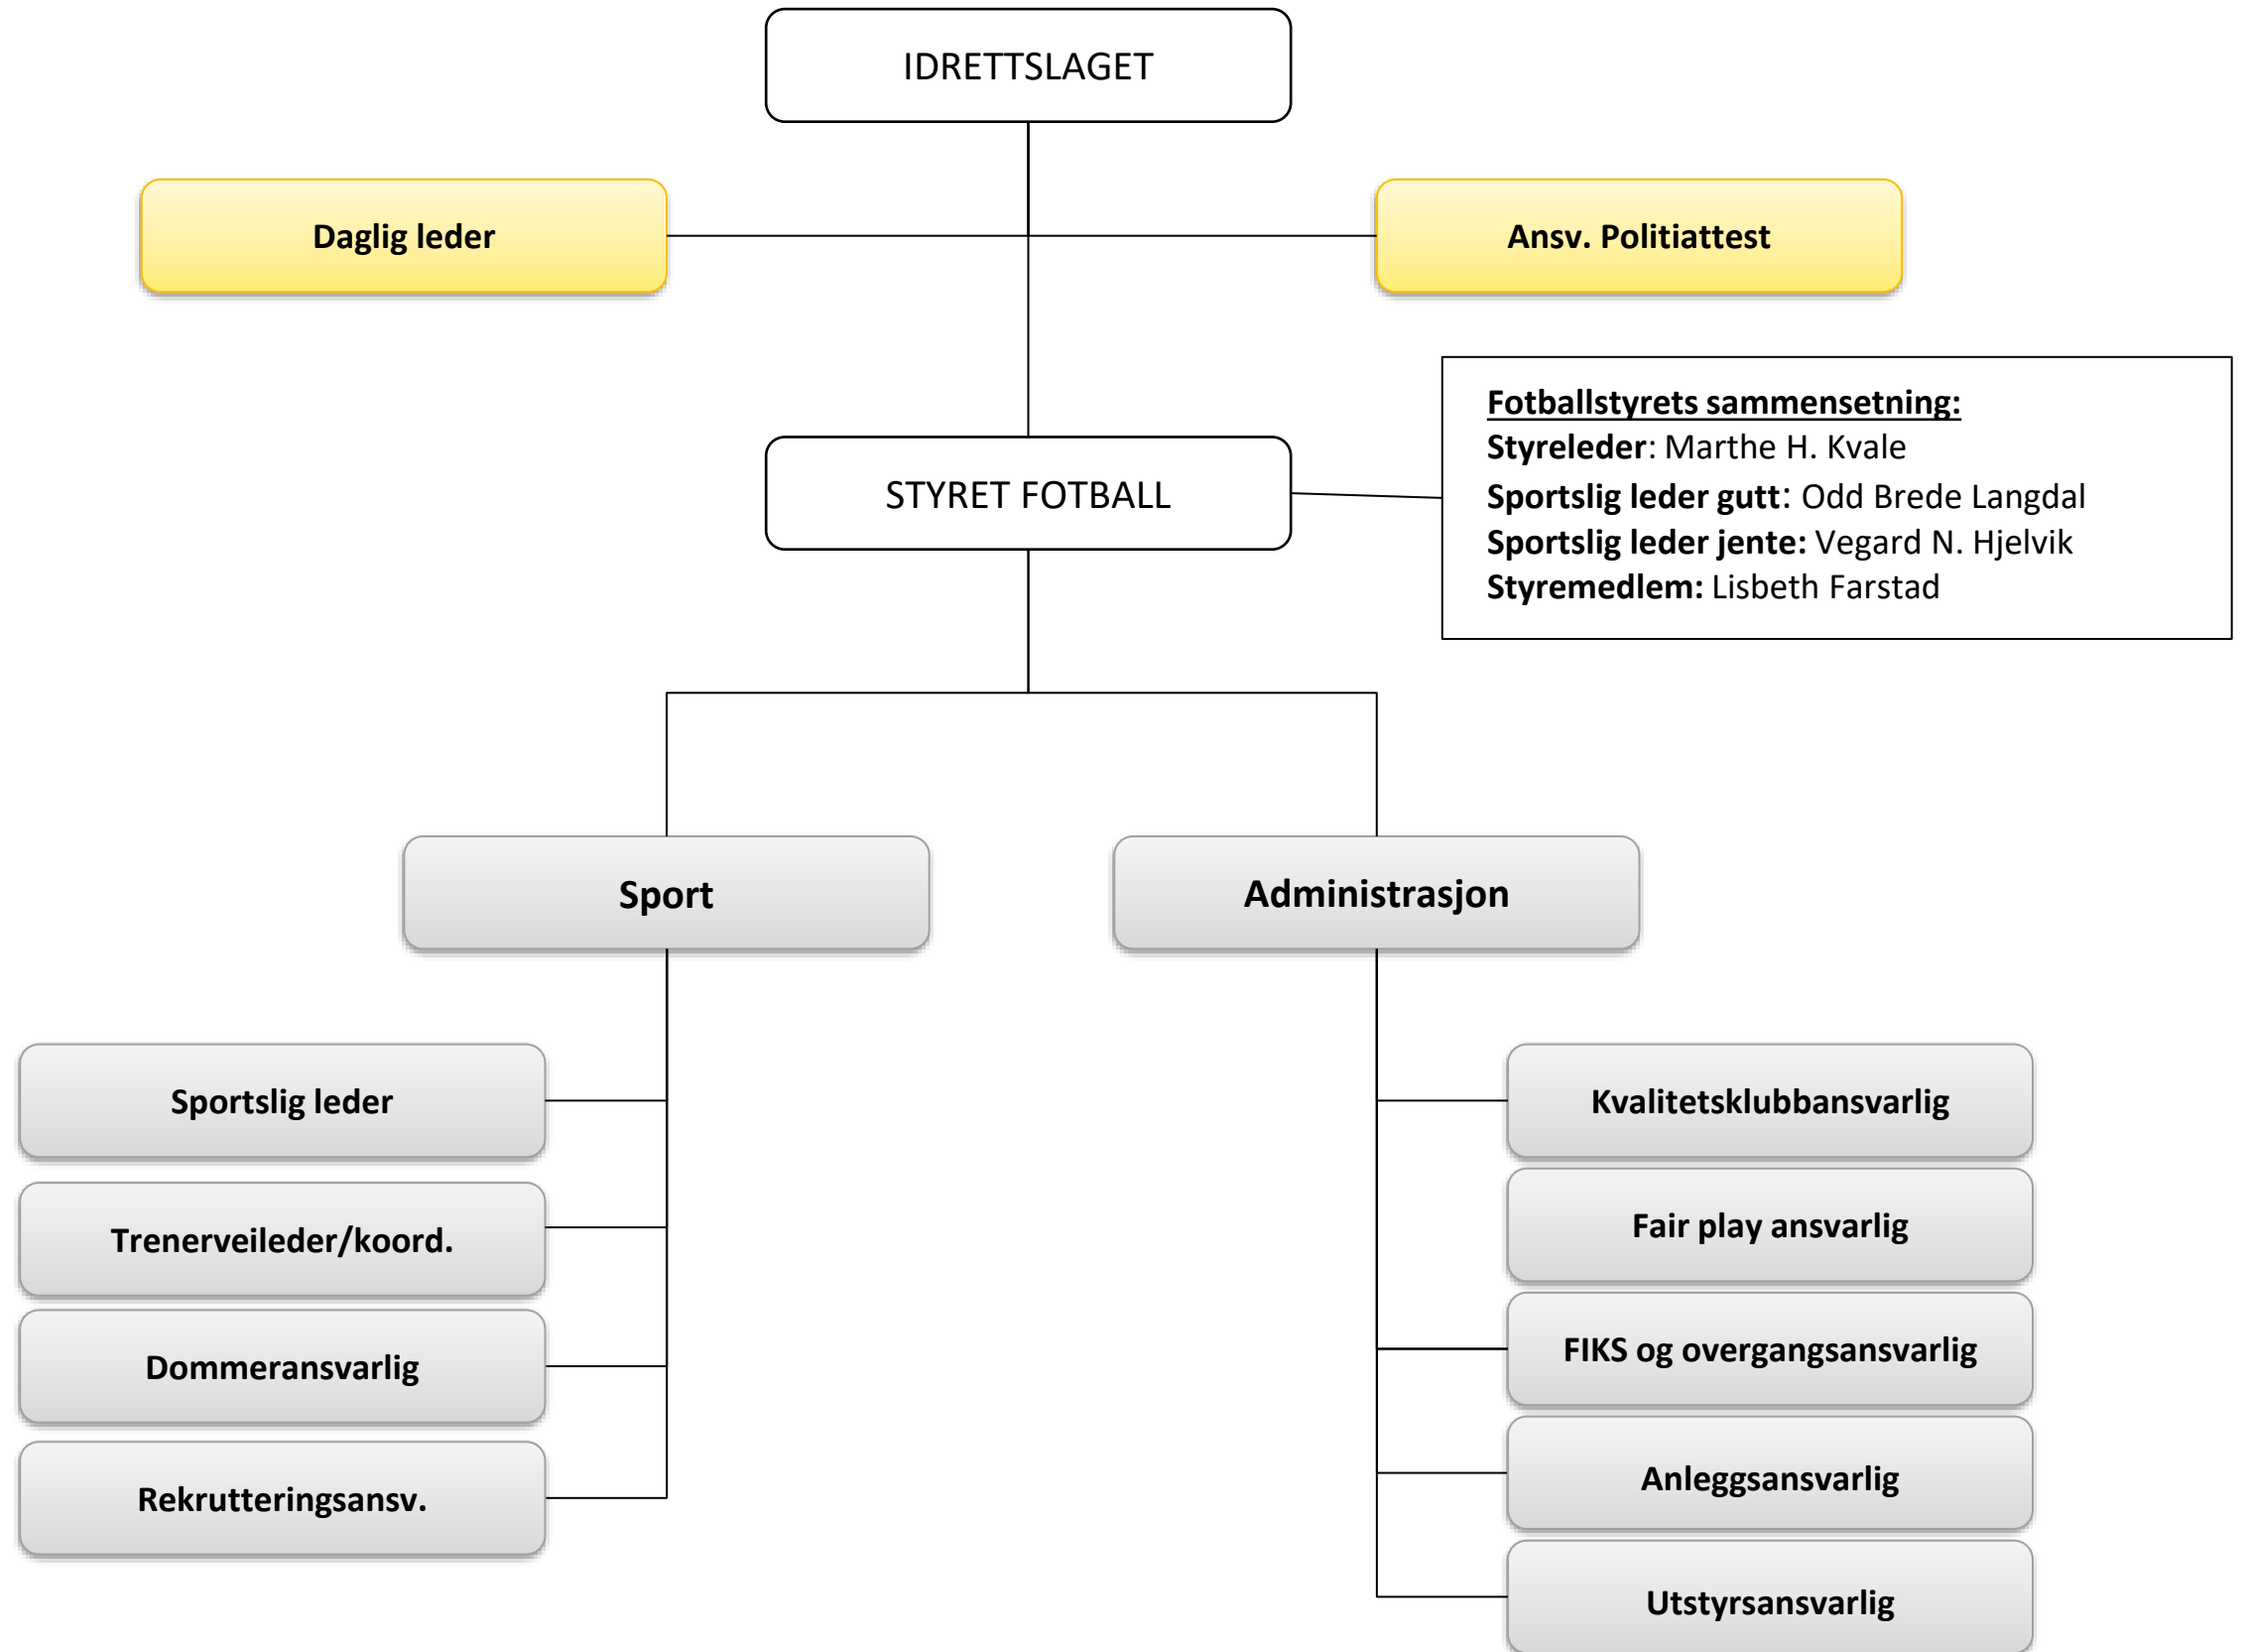 IDRETTSLAGET
Daglig leder
Ansv. Politiattest
STYRET FOTBALL
Fotballstyrets sammensetning:
Styreleder: Marthe H. Kvale
Sportslig leder gutt: Odd Brede Langdal
Sportslig leder jente: Vegard N. Hjelvik
Styremedlem: Lisbeth Farstad
Sport
Administrasjon
Sportslig leder
Trenerveileder/koord.
Dommeransvarlig
Rekrutteringsansv.
Kvalitetsklubbansvarlig
Fair play ansvarlig
FIKS og overgangsansvarlig
Anleggsansvarlig
Utstyrsansvarlig